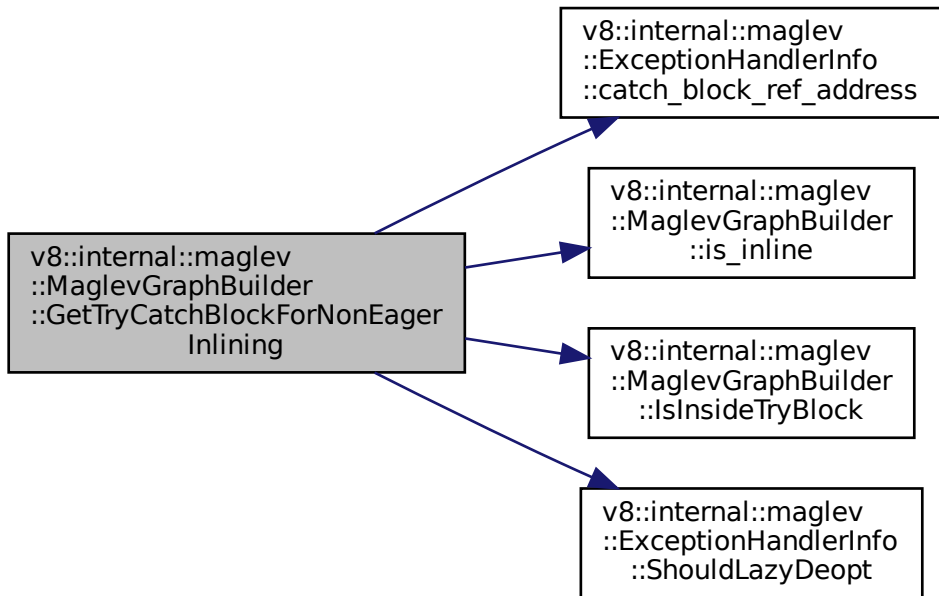 v8::internal::maglev
::ExceptionHandlerInfo
::catch_block_ref_address
v8::internal::maglev
::MaglevGraphBuilder
::is_inline
v8::internal::maglev
::MaglevGraphBuilder
::GetTryCatchBlockForNonEager
Inlining
v8::internal::maglev
::MaglevGraphBuilder
::IsInsideTryBlock
v8::internal::maglev
::ExceptionHandlerInfo
::ShouldLazyDeopt